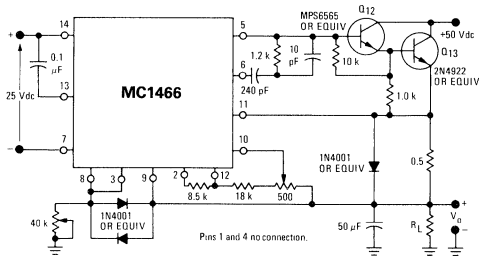 MPS6565
OR EQUIV
Q12
+50 Vdc
Q13
2N4922
OR EQUIV
14
5
+
0.1
µF
1.2 k
10
pF
10 k
6
240 pF
1.0 k
25 Vdc
13
MC1466
11
7
–
10
1N4001
OR EQUIV
0.5
8
3
9
2
12
8.5 k
18 k
500
+
40 k
1N4001
OR EQUIV
50 µF
RL
Vo
–
Pins 1 and 4 no connection.